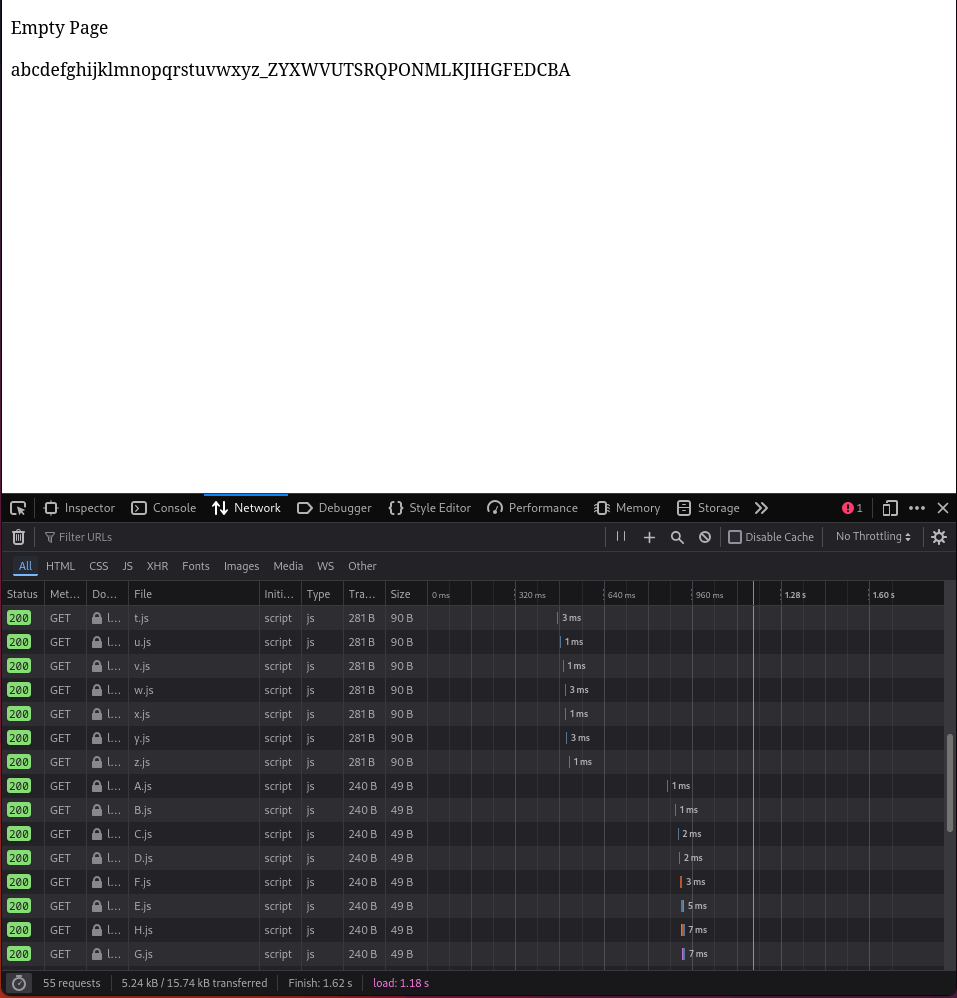 Empty Page
abcdefghijklmnopqrstuvwxyz_ZYXWVUTSRQPONMLKJIHGFEDCBA
Inspector Console Network Debugger Style Editor Performance Memory Storage 1
Filter URLs Disable Cache No Throttling
All HTML CSS JS XHR Fonts Images Media WS Other
Status Met... Do... File Initi... Type Tra... Size 0 ms 320 ms 640 ms 960 ms 1.28 s 1.60 s
200 GET l... t.js script js 281 B 90 B 3 ms
200 GET l... u.js script js 281 B 90 B 1 ms
200 GET l... v.js script js 281 B 90 B 1 ms
200 GET l... w.js script js 281 B 90 B 3 ms
200 GET l... x.js script js 281 B 90 B 1 ms
200 GET l... y.js script js 281 B 90 B 3 ms
200 GET l... z.js script js 281 B 90 B 1 ms
200 GET l... A.js script js 240 B 49 B 1 ms
200 GET l... B.js script js 240 B 49 B 1 ms
200 GET l... C.js script js 240 B 49 B 2 ms
200 GET l... D.js script js 240 B 49 B 2 ms
200 GET l... F.js script js 240 B 49 B 3 ms
200 GET l... E.js script js 240 B 49 B 5 ms
200 GET l... H.js script js 240 B 49 B 7 ms
200 GET l... G.js script js 240 B 49 B 7 ms
55 requests 5.24 kB / 15.74 kB transferred Finish: 1.62 s load: 1.18 s